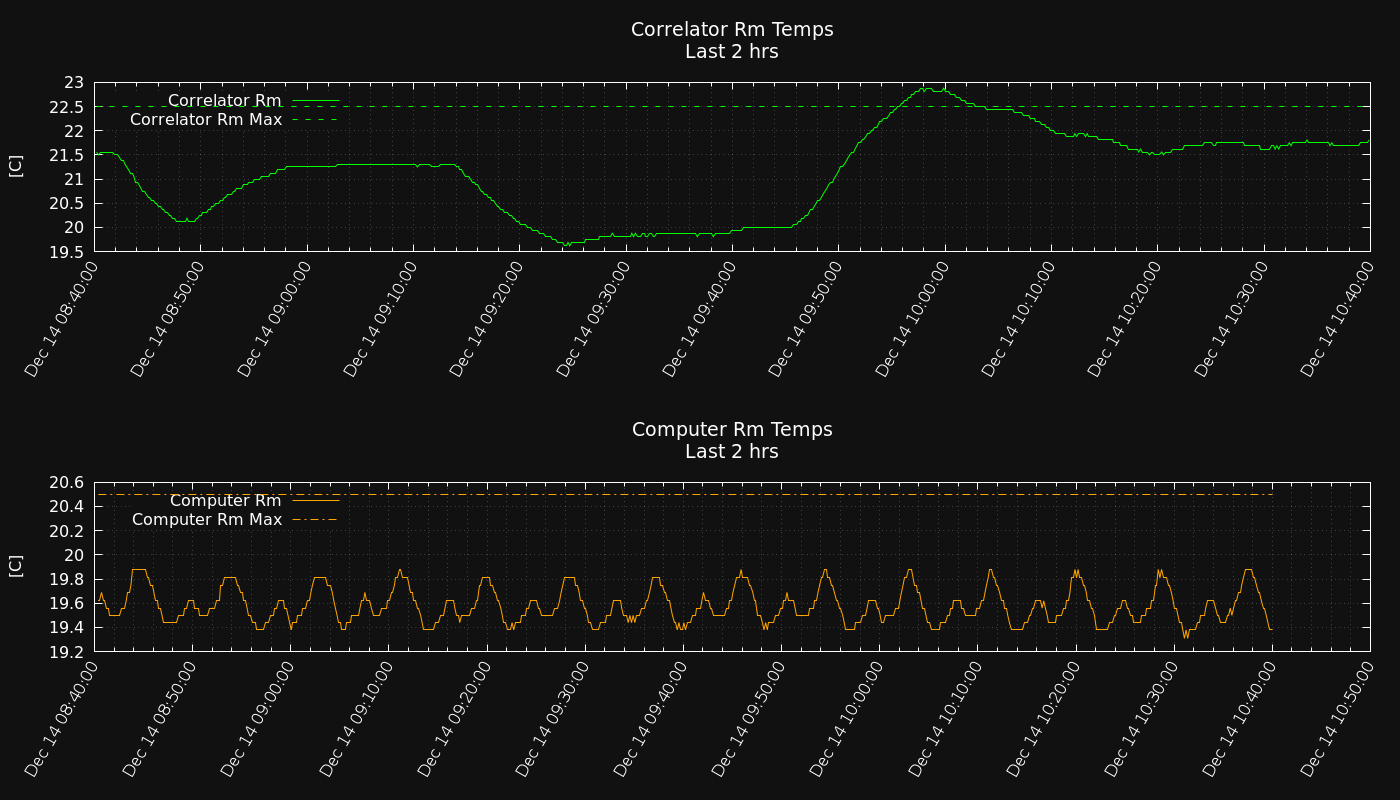 Correlator Rm Temps
Last 2 hrs
[C]
23
22.5
22
21.5
21
20.5
20
19.5
Correlator Rm
Correlator Rm Max
Dec 14 08:40:00
Dec 14 08:50:00
Dec 14 09:00:00
Dec 14 09:10:00
Dec 14 09:20:00
Dec 14 09:30:00
Dec 14 09:40:00
Dec 14 09:50:00
Dec 14 10:00:00
Dec 14 10:10:00
Dec 14 10:20:00
Dec 14 10:30:00
Dec 14 10:40:00
Computer Rm Temps
Last 2 hrs
[C]
20.6
20.4
20.2
20
19.8
19.6
19.4
19.2
Computer Rm
Computer Rm Max
Dec 14 08:40:00
Dec 14 08:50:00
Dec 14 09:00:00
Dec 14 09:10:00
Dec 14 09:20:00
Dec 14 09:30:00
Dec 14 09:40:00
Dec 14 09:50:00
Dec 14 10:00:00
Dec 14 10:10:00
Dec 14 10:20:00
Dec 14 10:30:00
Dec 14 10:40:00
Dec 14 10:50:00